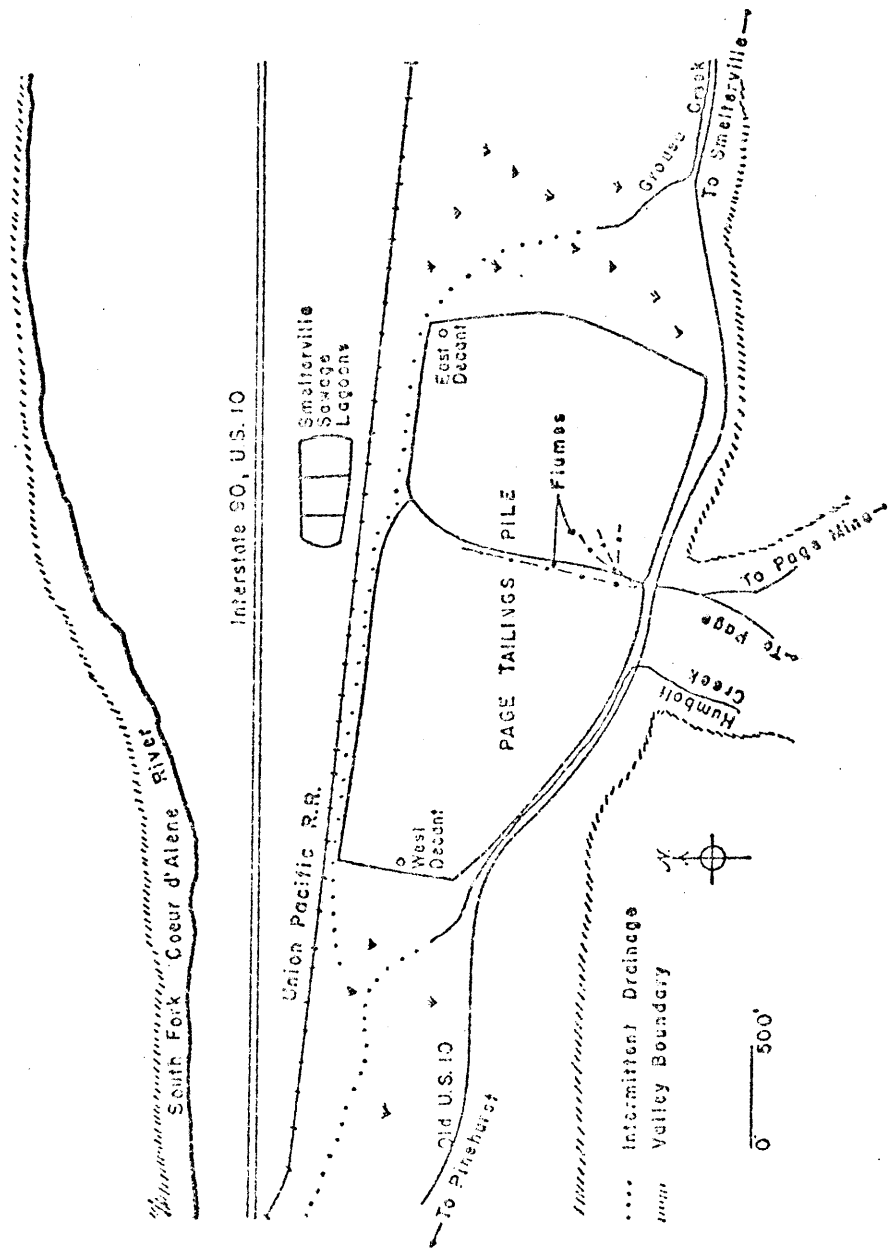 South Fork Coeur d'Alene River
Interstate 90, U.S. 10
Smelterville
Sewage
Lagoons
Union Pacific R.R.
East
Decant
West
Decant
PAGE TAILINGS PILE
Flumes
Grouse Creek
To Smelterville
Old U.S. 10
To Pinehurst
Humbolt
Creek
To Page
To Page Mine
N
Intermittent Drainage
Valley Boundary
0 500'